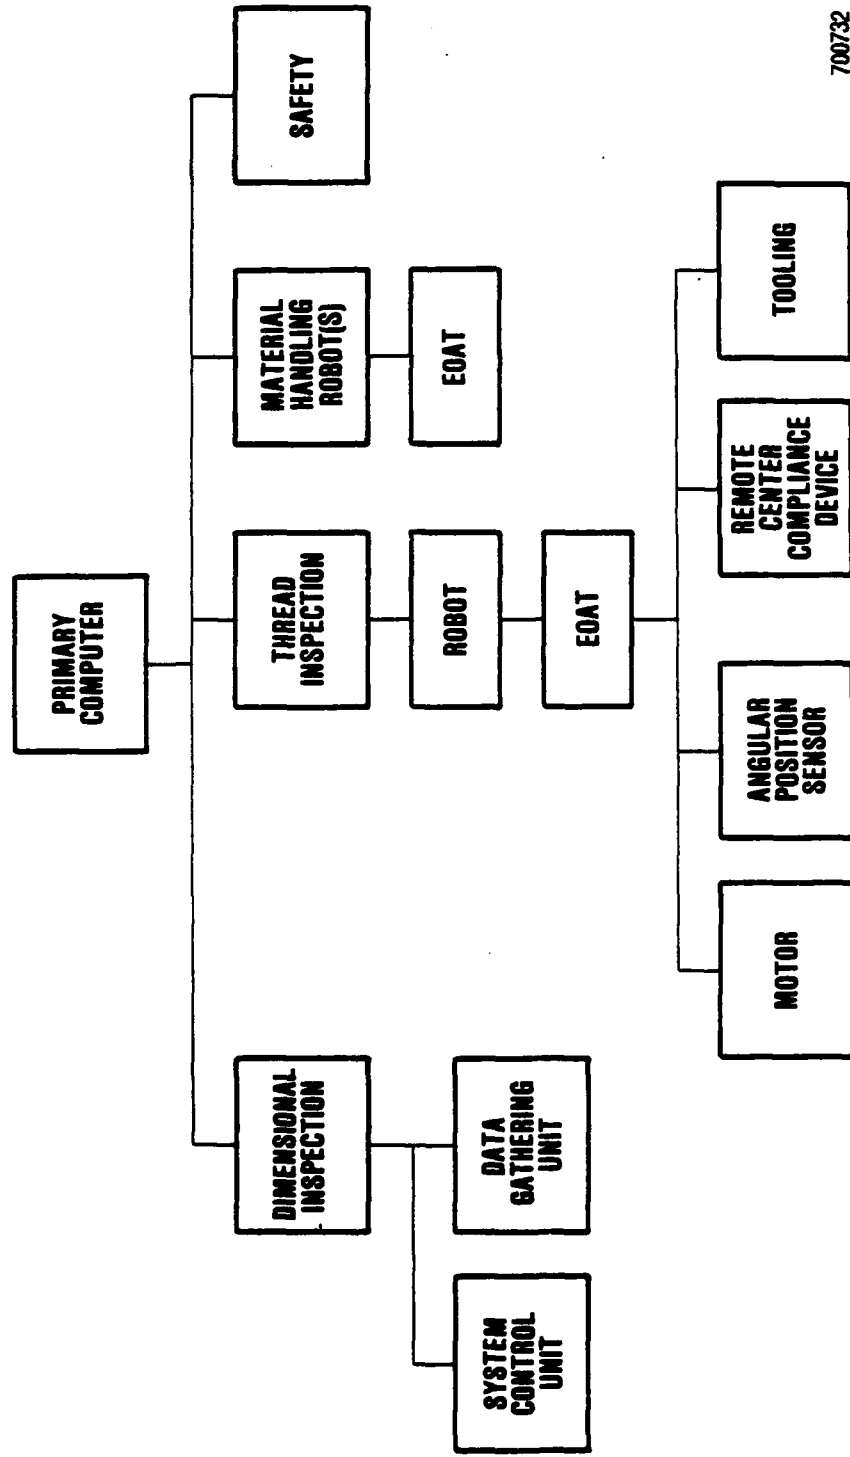 PRIMARY
COMPUTER
DIMENSIONAL
INSPECTION
THREAD
INSPECTION
MATERIAL
HANDLING
ROBOT(S)
SAFETY
SYSTEM
CONTROL
UNIT
DATA
GATHERING
UNIT
ROBOT
EOAT
EOAT
MOTOR
ANGULAR
POSITION
SENSOR
REMOTE
CENTER
COMPLIANCE
DEVICE
TOOLING
700732